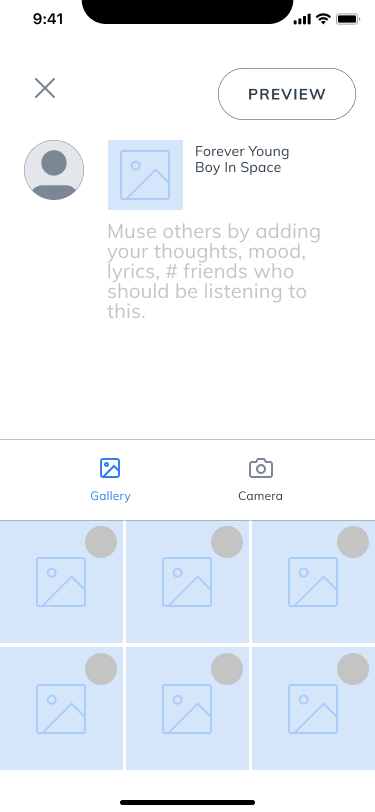 9:41
PREVIEW
Forever Young
Boy In Space
Muse others by adding
your thoughts, mood,
lyrics, # friends who
should be listening to
this.
Gallery
Camera